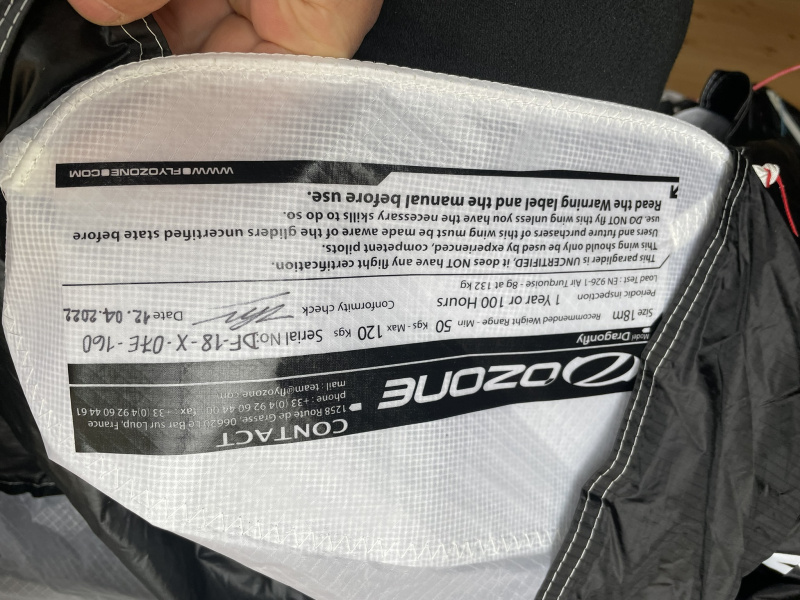 CONTACT
1258 Route de Grasse, 06620 Le Bar sur Loup, France
phone : +33 (0)4 92 60 44 00 fax : +33 (0)4 92 60 44 61
mail : team@flyozone.com
OZONE
Model Dragonfly
Size 18m Recommended Weight Range - Min 50 Kgs - Max - 120 Kgs Serial No DF-18-X-07E-160
Periodic inspection 1 Year or 100 Hours Conformity check Date 12.04.2022
Load Test : EN 926-1 Air Turquoise - 8g at 132 kg
This paraglider is UNCERTIFIED, it does NOT have any flight certification.
This wing should only be used by experienced, competent pilots.
Users and future purchasers of this wing must be made aware of the gliders uncertified state before
use. DO NOT fly this wing unless you have the necessary skills to do so.
Read the Warning label and the manual before use.
WWW.FLYOZONE.COM